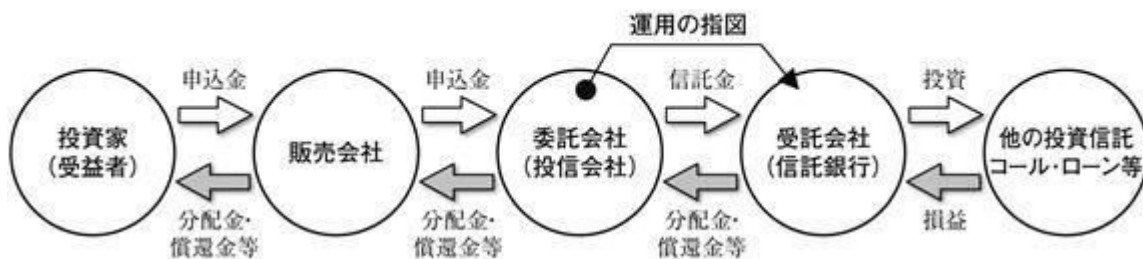 運用の指図
申込金
申込金
信託金
投資
投資家
(受益者)
販売会社
委託会社
(投信会社)
受託会社
(信託銀行)
他の投資信託
コール・ローン等
分配金・
償還金等
分配金・
償還金等
分配金・
償還金等
損益